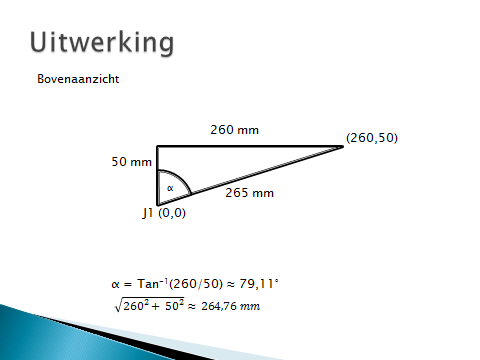 Uitwerking
Bovenaanzicht
260 mm
(260,50)
50 mm
α
265 mm
J1 (0,0)
α = Tan⁻¹(260/50) ≈ 79,11°
√260² + 50² ≈ 264,76 mm